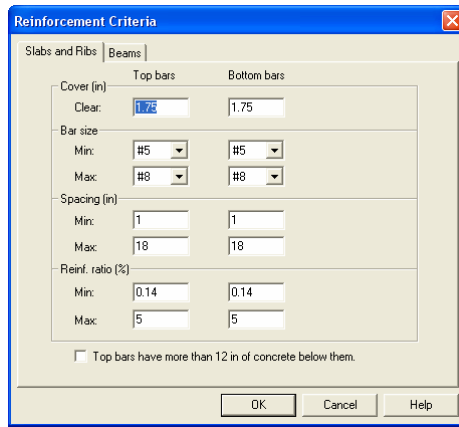 Reinforcement Criteria
Slabs and Ribs Beams
Top bars Bottom bars
Cover (in)
Clear: 1.75 1.75
Bar size
Min: #5 #5
Max: #8 #8
Spacing (in)
Min: 1 1
Max: 18 18
Reinf. ratio (%)
Min: 0.14 0.14
Max: 5 5
Top bars have more than 12 in of concrete below them.
OK Cancel Help